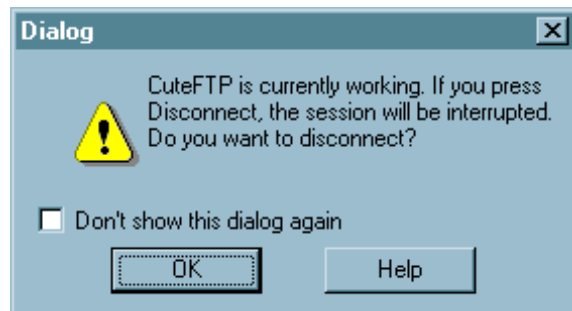 Dialog
CuteFTP is currently working. If you press
Disconnect, the session will be interrupted.
Do you want to disconnect?
Don't show this dialog again
OK
Help